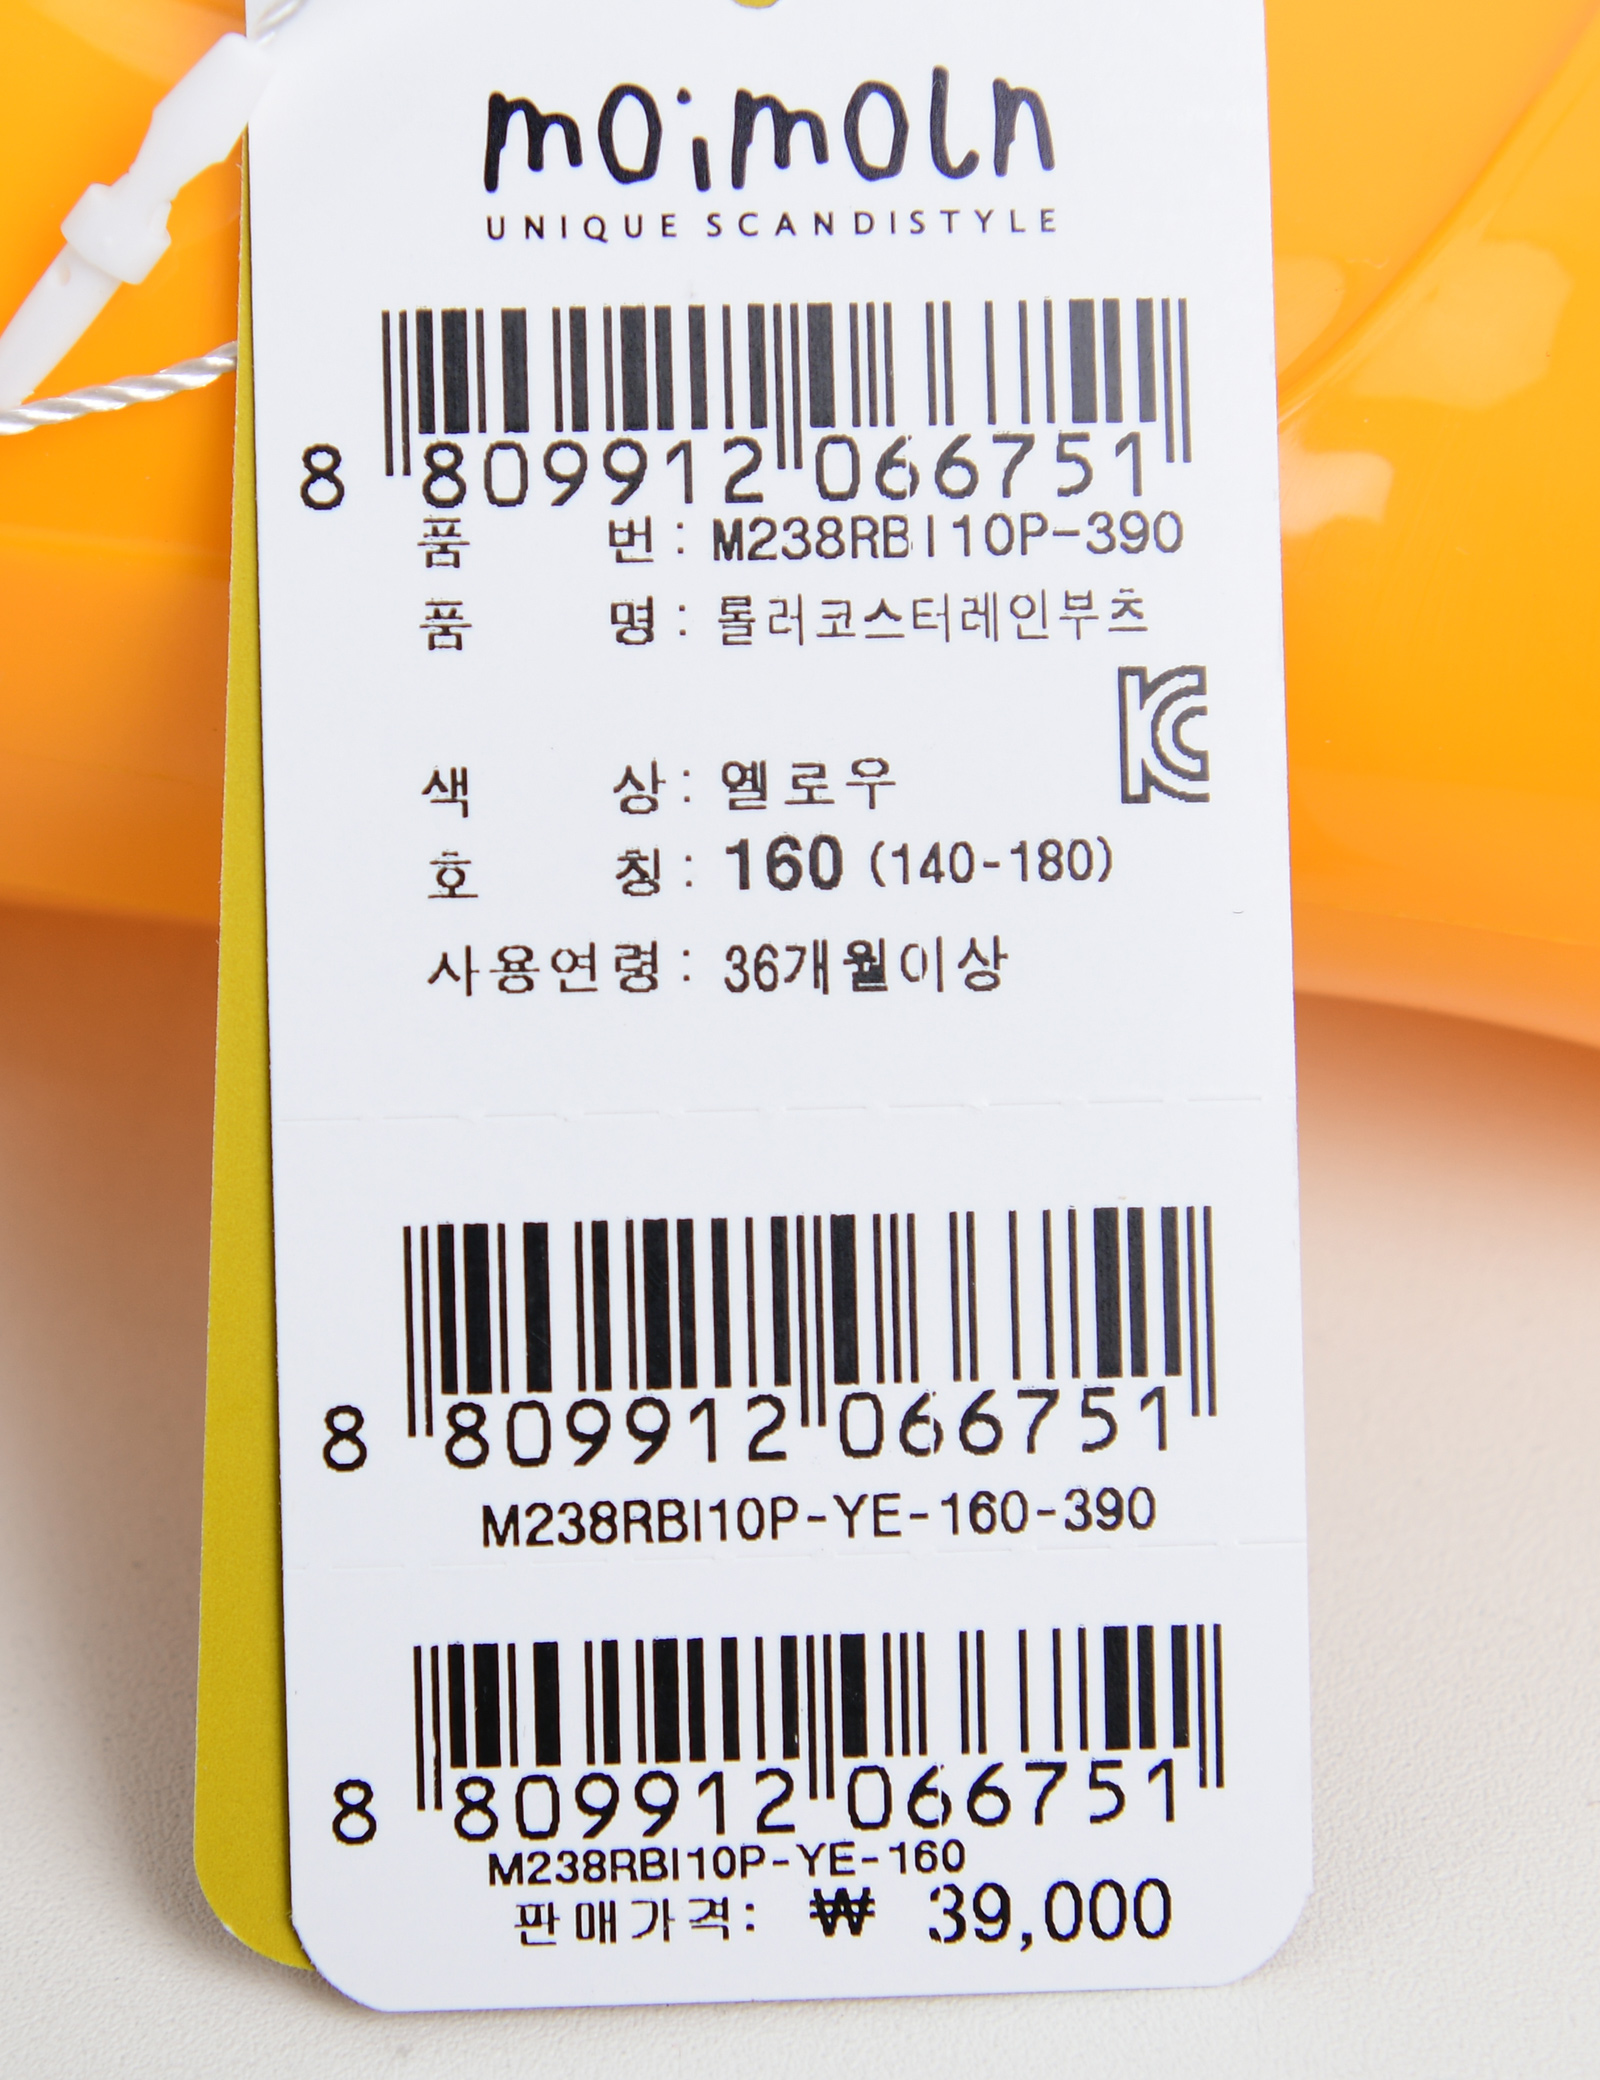 moimoln
UNIQUE SCANDISTYLE
8 809912 066751
품 번 : M238RBI10P-390
품 명 : 롤러코스터레인부츠
색 상 : 옐로우
호 칭 : 160 (140-180)
사용연령 : 36개월이상
8 809912 066751
M238RBI10P-YE-160-390
8 809912 066751
M238RBI10P-YE-160
판매가격: ₩ 39,000